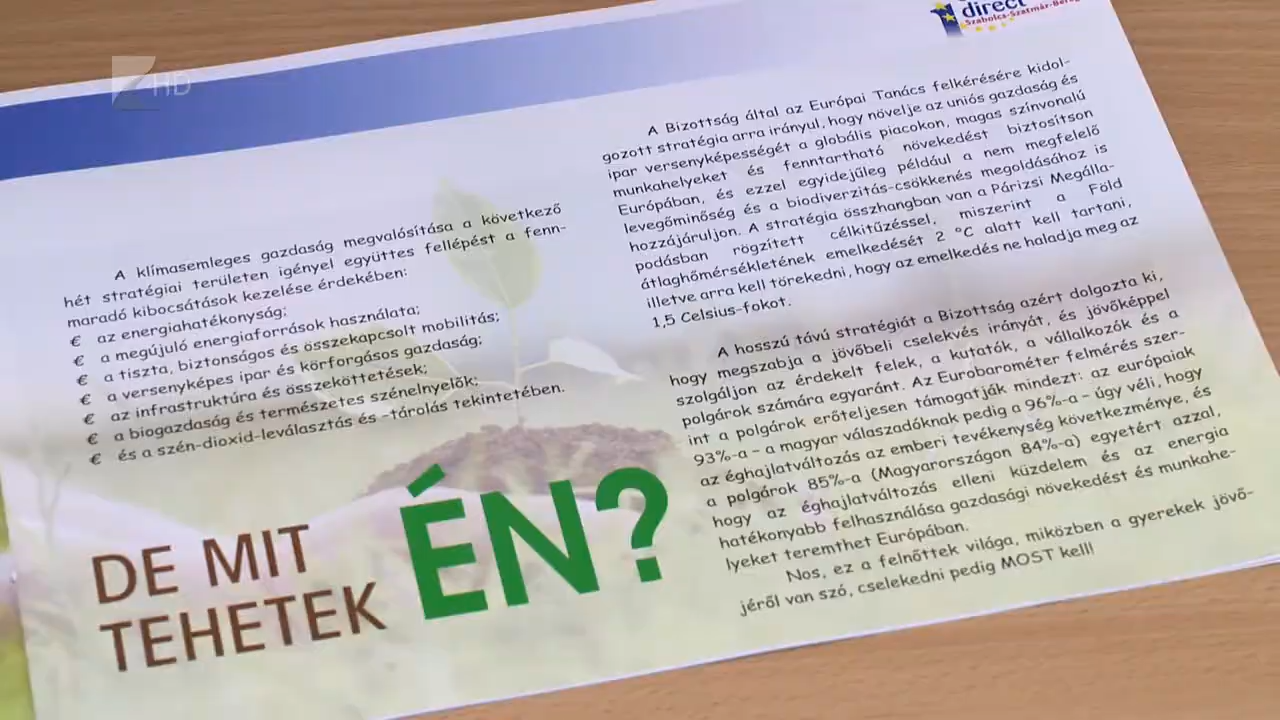 HD
direct
Szabolcs-Szatmár-Bereg
A klímasemleges gazdaság megvalósítása a következő
hét stratégiai területen igényel együttes fellépést a fenn-
maradó kibocsátások kezelése érdekében:
€ az energiahatékonyság;
€ a megújuló energiaforrások használata;
€ a tiszta, biztonságos és összekapcsolt mobilitás;
€ a versenyképes ipar és körforgásos gazdaság;
€ az infrastruktúra és összeköttetések;
€ a biogazdaság és természetes szénelnyelők;
€ és a szén-dioxid-leválasztás és -tárolás tekintetében.
DE MIT
TEHETEK
ÉN?
A Bizottság által az Európai Tanács felkérésére kidol-
gozott stratégia arra irányul, hogy növelje az uniós gazdaság és
ipar versenyképességét a globális piacokon, magas színvonalú
munkahelyeket és fenntartható növekedést biztosítson
Európában, és ezzel egyidejűleg például a nem megfelelő
levegőminőség és a biodiverzitás-csökkenés megoldásához is
hozzájáruljon. A stratégia összhangban van a Párizsi Megálla-
podásban rögzített célkitűzéssel, miszerint a Föld
átlaghőmérsékletének emelkedését 2 °C alatt kell tartani,
illetve arra kell törekedni, hogy az emelkedés ne haladja meg az
1,5 Celsius-fokot.
A hosszú távú stratégiát a Bizottság azért dolgozta ki,
hogy megszabja a jövőbeli cselekvés irányát, és jövőképpel
szolgáljon az érdekelt felek, a kutatók, a vállalkozók és a
polgárok számára egyaránt. Az Eurobarométer felmérés szer-
int a polgárok erőteljesen támogatják mindezt: az európaiak
93%-a – a magyar válaszadóknak pedig a 96%-a – úgy véli, hogy
az éghajlatváltozás az emberi tevékenység következménye, és
a polgárok 85%-a (Magyarországon 84%-a) egyetért azzal,
hogy az éghajlatváltozás elleni küzdelem és az energia
hatékonyabb felhasználása gazdasági növekedést és munkahe-
lyeket teremthet Európában.
Nos, ez a felnőttek világa, miközben a gyerekek jövő-
jéről van szó, cselekedni pedig MOST kell!